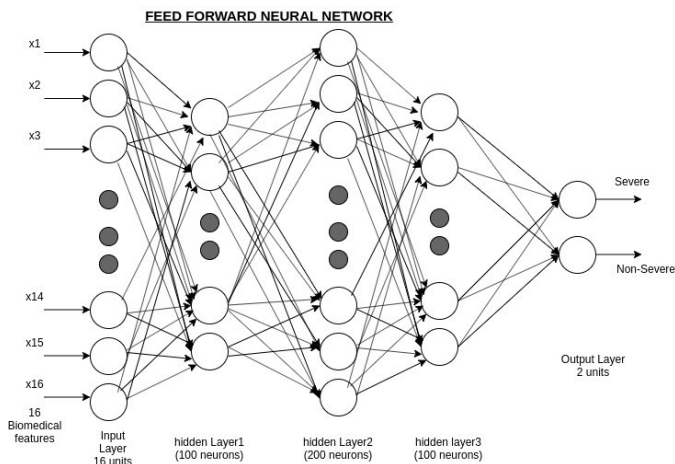 FEED FORWARD NEURAL NETWORK
x1
x2
x3
x14
x15
x16
16
Biomedical
features
Input
Layer
16 units
hidden Layer1
(100 neurons)
hidden Layer2
(200 neurons)
hidden layer3
(100 neurons)
Severe
Non-Severe
Output Layer
2 units